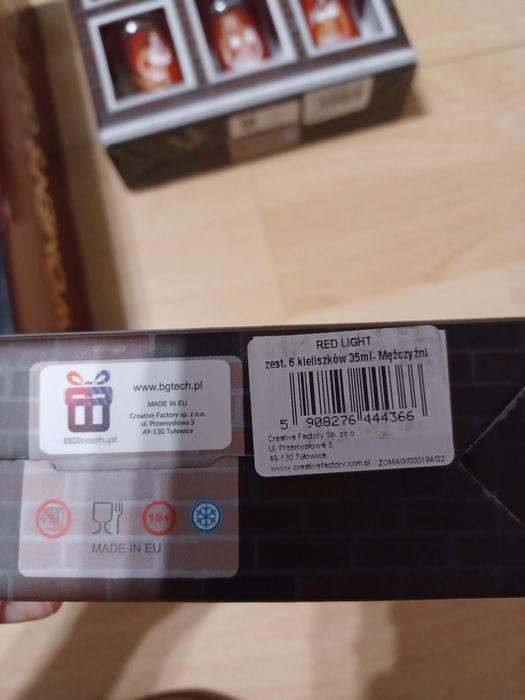 WOMEN
www.bgtech.pl
MADE IN EU
Creative Factory sp. z o.o.
ul. Przemysłowa 3
49-130 Tułowice
BGtech.pl
18+
MADE IN EU
RED LIGHT
zest. 6 kieliszków 35ml- Mężczyźni
5 908276 444366
Creative Factory Sp. zo.o.
Ul. Przemysłowa 3,
49-130 Tułowice
www.creativefactory.com.pl ZOMAG/000194/22